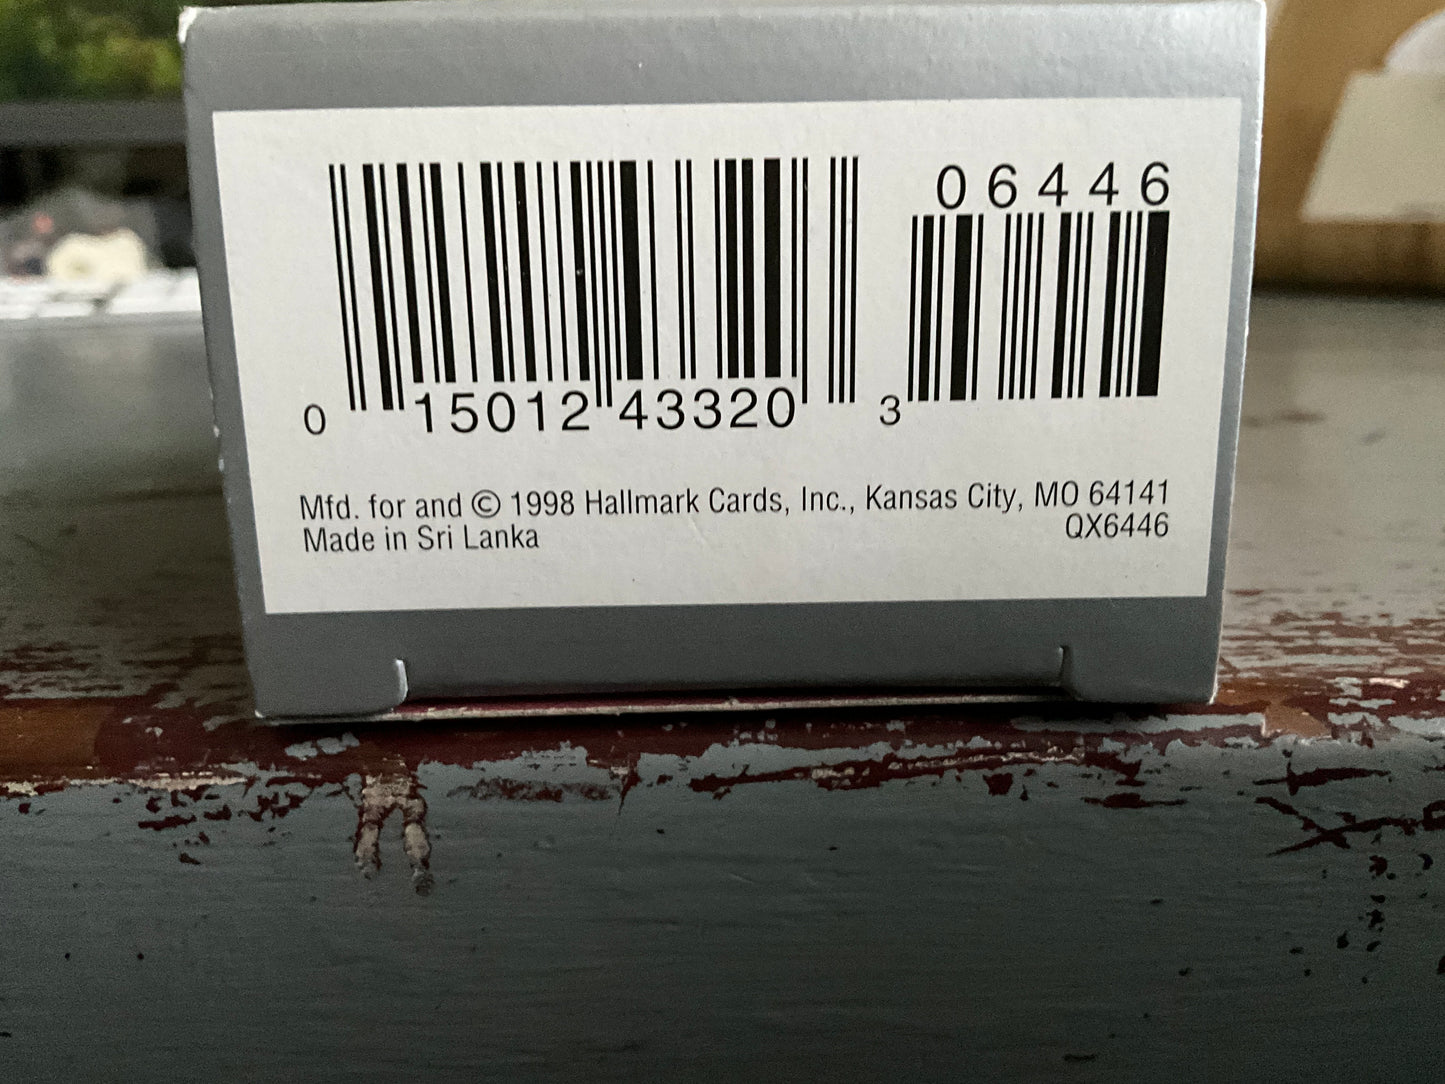 06446
0 15012 43320 3
Mfd. for and © 1998 Hallmark Cards, Inc., Kansas City, MO 64141
Made in Sri Lanka QX6446